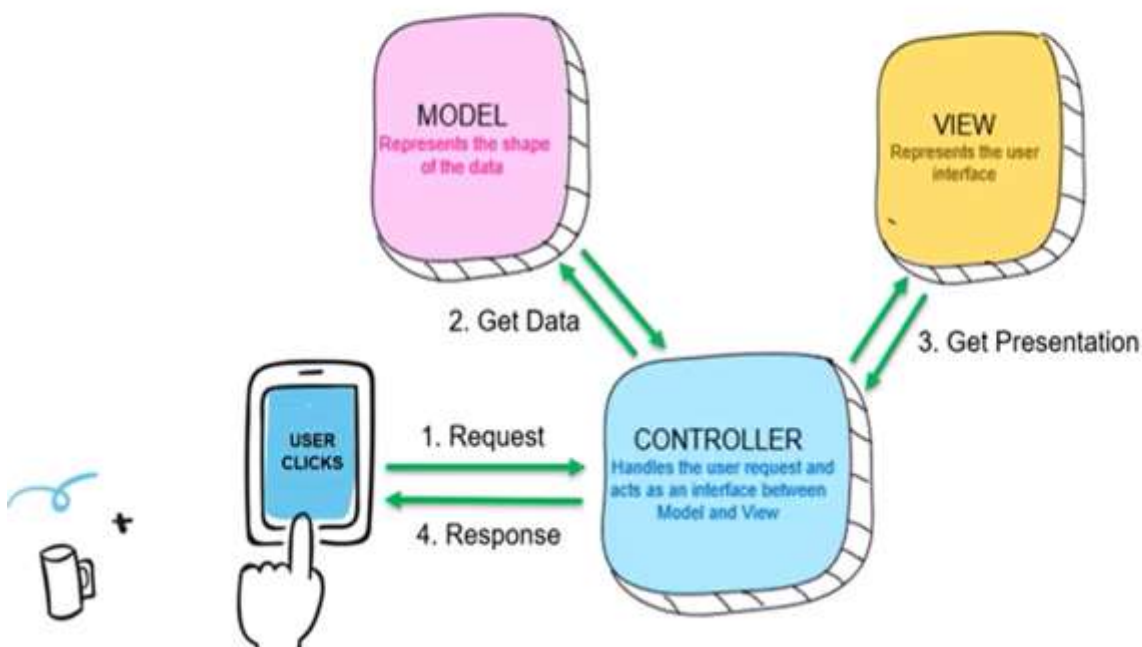 MODEL
Represents the shape
of the data
VIEW
Represents the user
interface
2. Get Data
3. Get Presentation
USER
CLICKS
1. Request
4. Response
CONTROLLER
Handles the user request and
acts as an interface between
Model and View